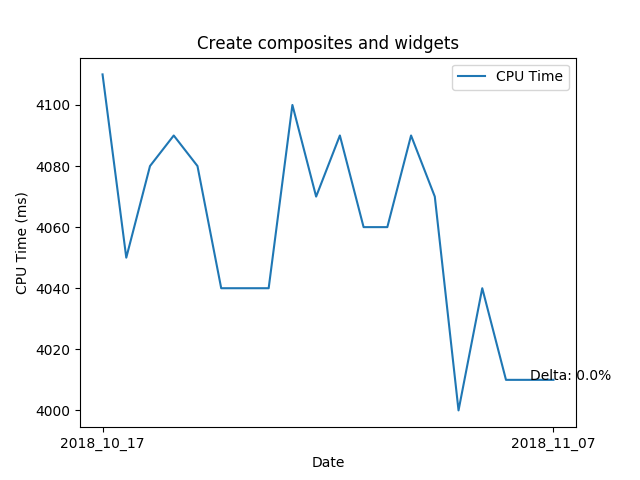 Create composites and widgets
CPU Time
4100
4080
4060
4040
4020
4000
CPU Time (ms)
Delta: 0.0%
2018_10_17
2018_11_07
Date